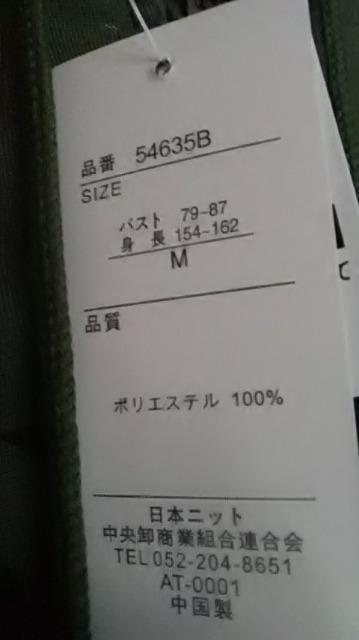 品番 54635B
SIZE
バスト 79-87
身長 154-162
M
品質
ポリエステル 100%
日本ニット
中央卸商業組合連合会
TEL052-204-8651
AT-0001
中国製